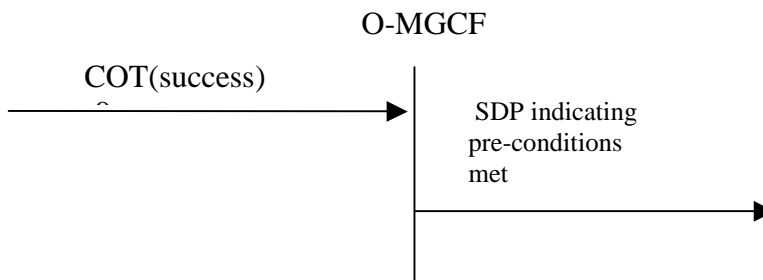 O-MGCF
COT(success)
SDP indicating
pre-conditions
met